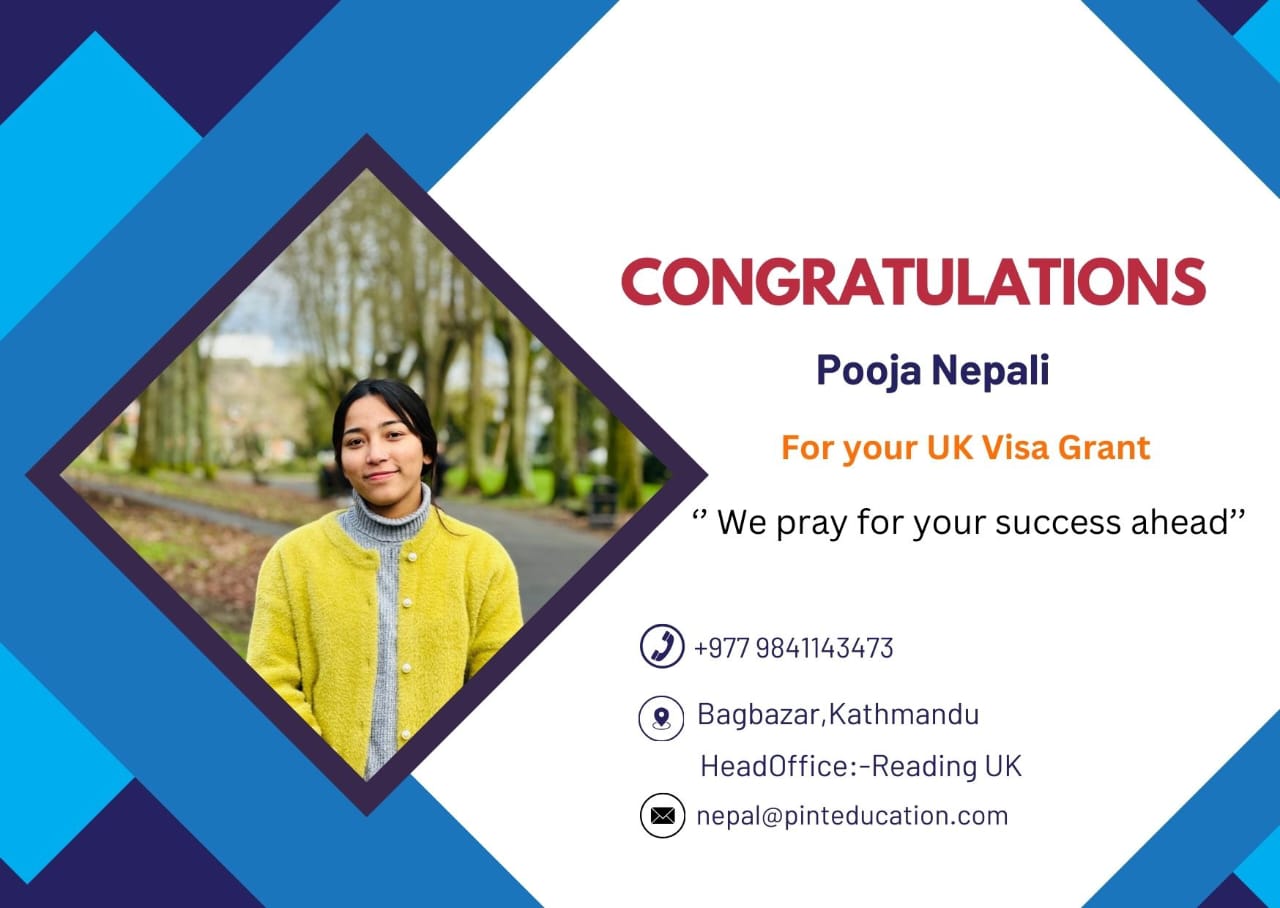 CONGRATULATIONS
Pooja Nepali
For your UK Visa Grant
‘’ We pray for your success ahead’’
+977 9841143473
Bagbazar,Kathmandu
HeadOffice:-Reading UK
nepal@pinteducation.com